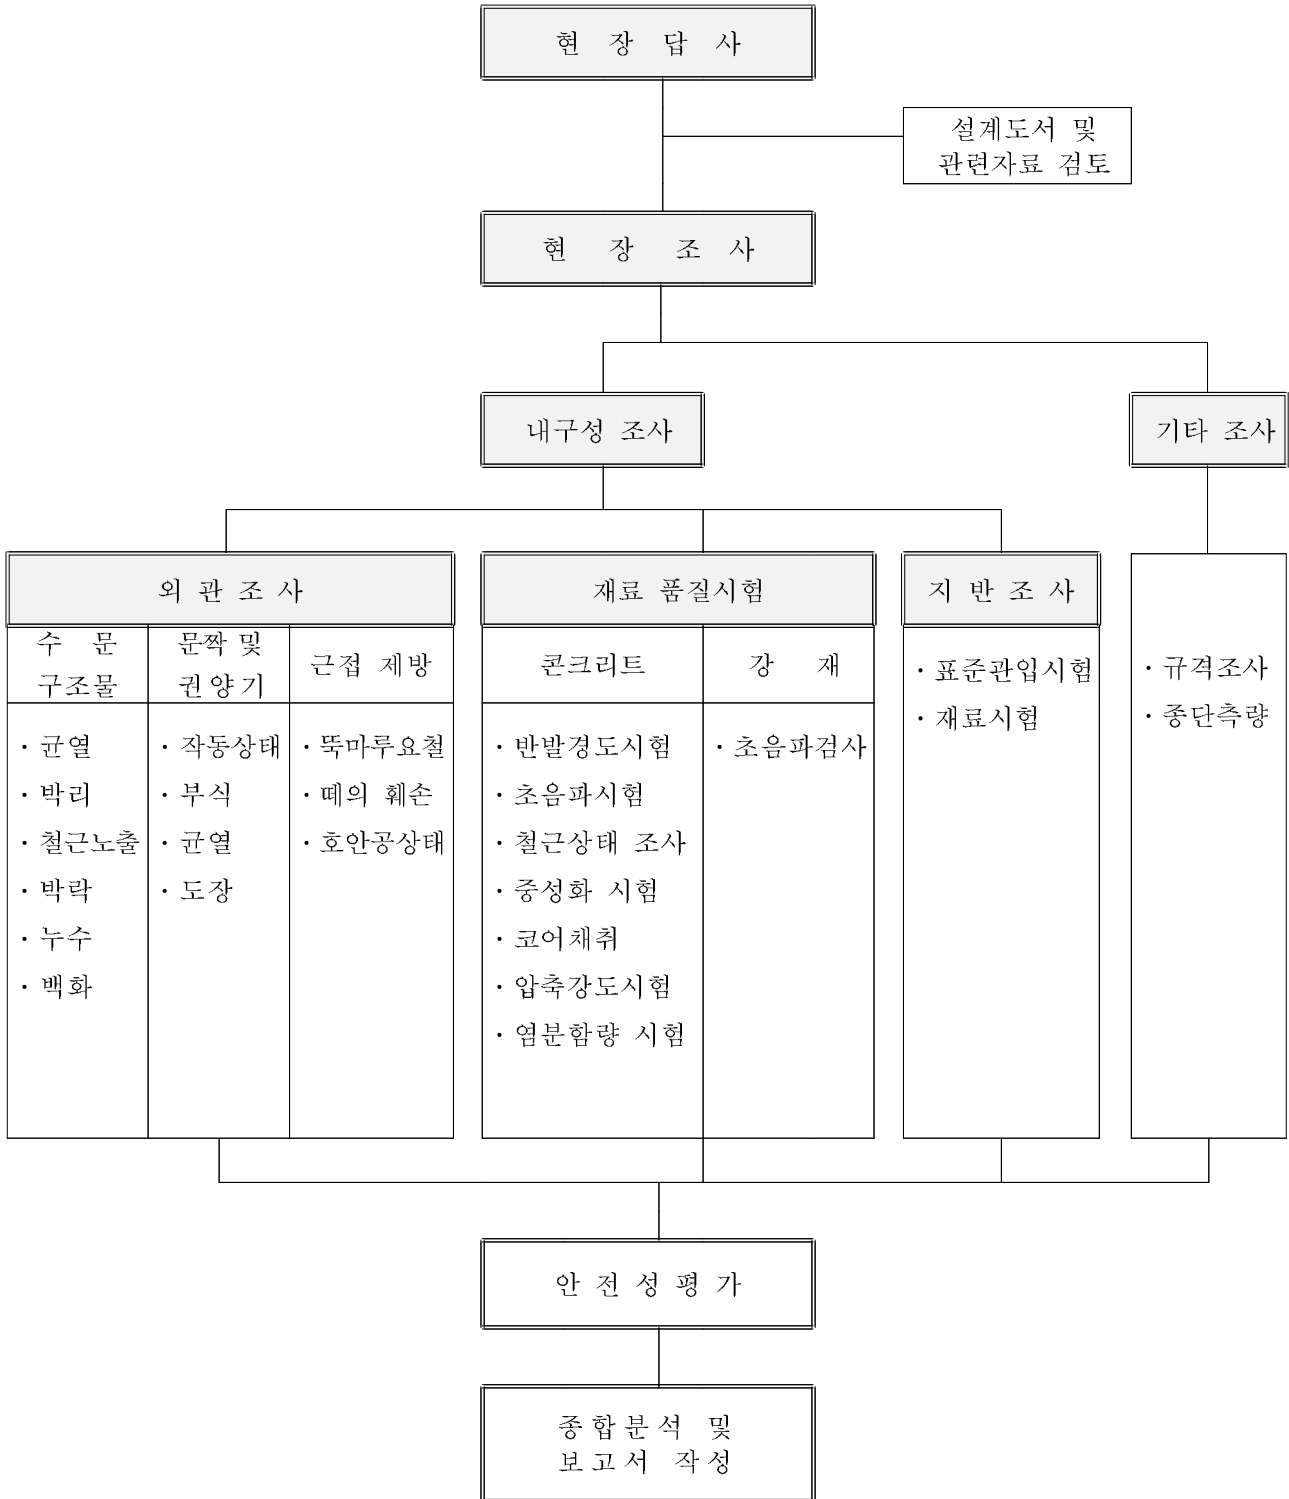 현 장 답 사
설계도서 및
관련자료 검토
현 장 조 사
내구성 조사
기타 조사
외 관 조 사
수 문
구조물
문짝 및
권양기
근접 제방
· 균열
· 박리
· 철근노출
· 박락
· 누수
· 백화
· 작동상태
· 부식
· 균열
· 도장
· 뚝마루요철
· 떼의 훼손
· 호안공상태
재료 품질시험
콘크리트
강 재
· 반발경도시험
· 초음파시험
· 철근상태 조사
· 중성화 시험
· 코어채취
· 압축강도시험
· 염분함량 시험
· 초음파검사
지 반 조 사
· 표준관입시험
· 재료시험
· 규격조사
· 종단측량
안 전 성 평 가
종합분석 및
보고서 작성